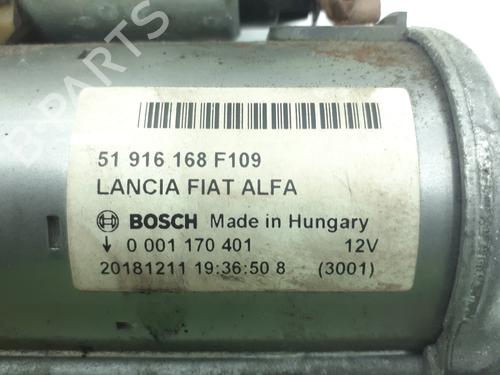 51 916 168 F109
LANCIA FIAT ALFA
BOSCH Made in Hungary
↓ 0 001 170 401 12V
20181211 19:36:50 8 (3001)
B-PARTS